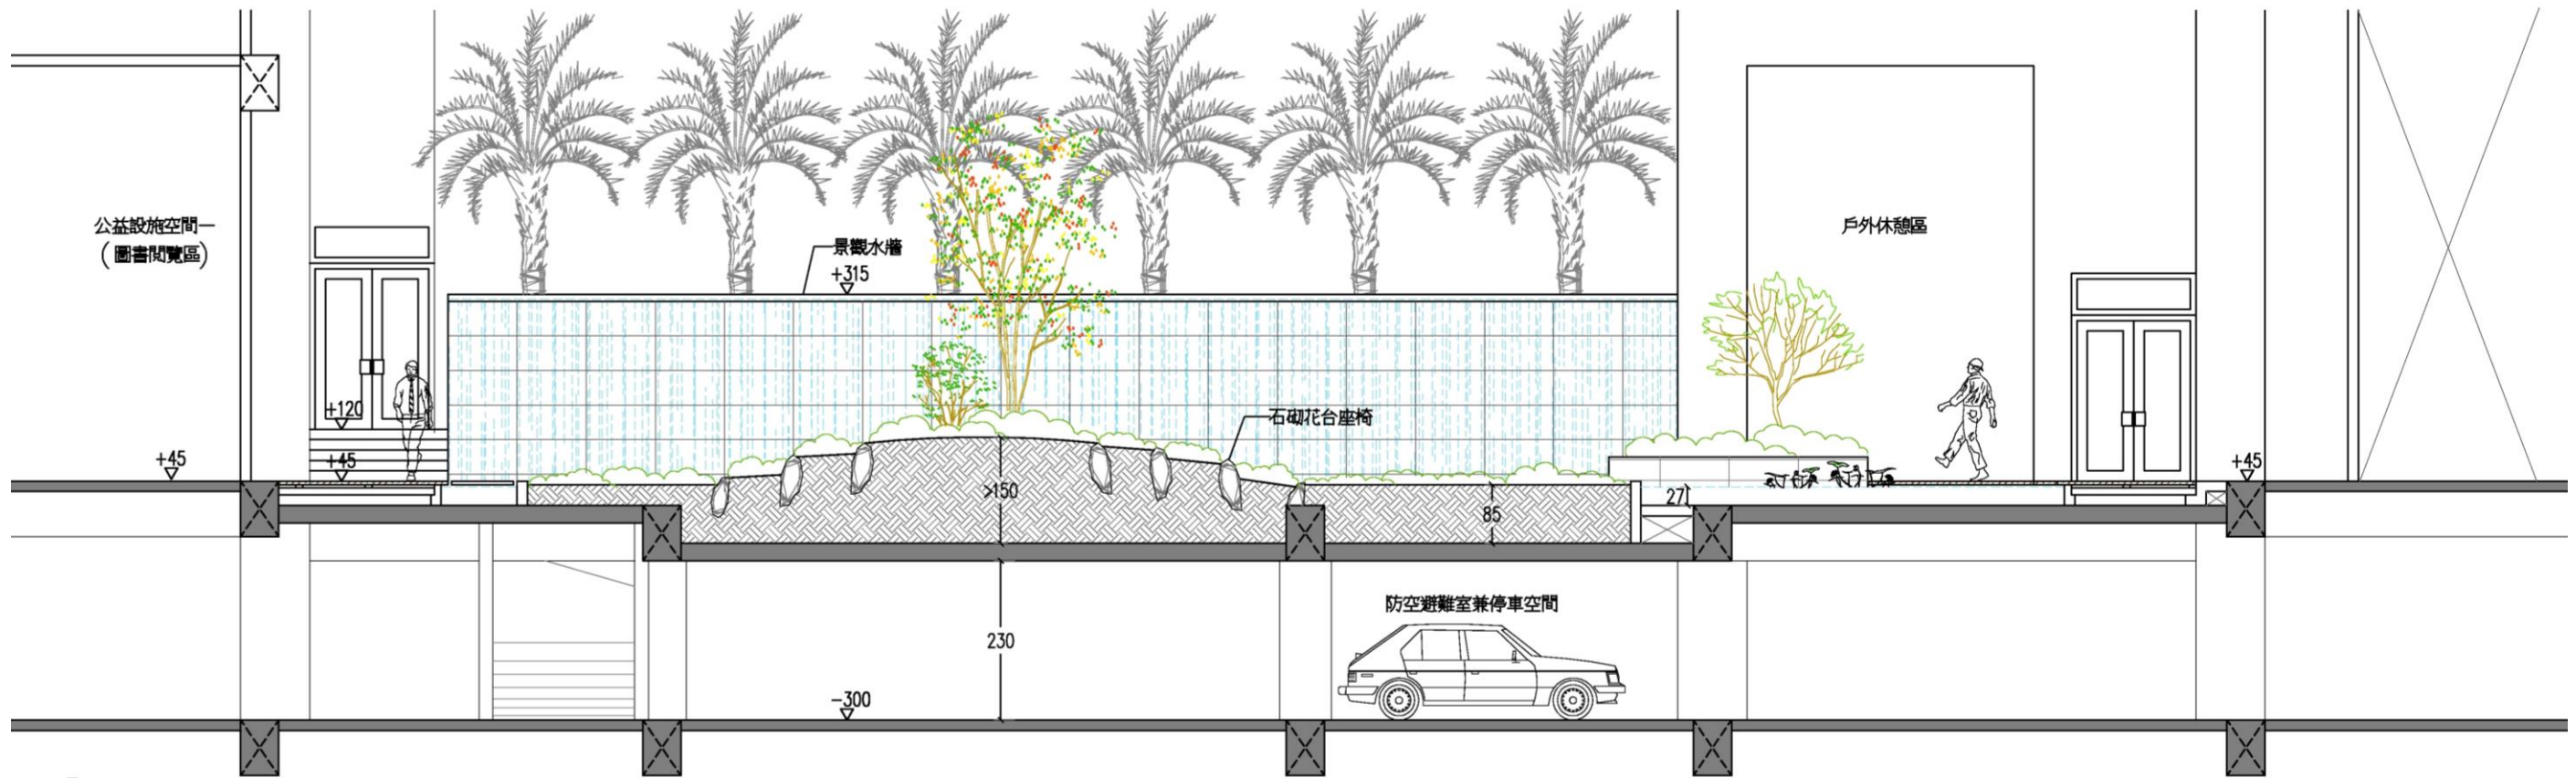 公益設施空間一
(圖書閱覽區)
景觀水牆
+315
戶外休憩區
+120
石砌花台座椅
+45
+45
+45
>150
27
85
防空避難室兼停車空間
230
-300